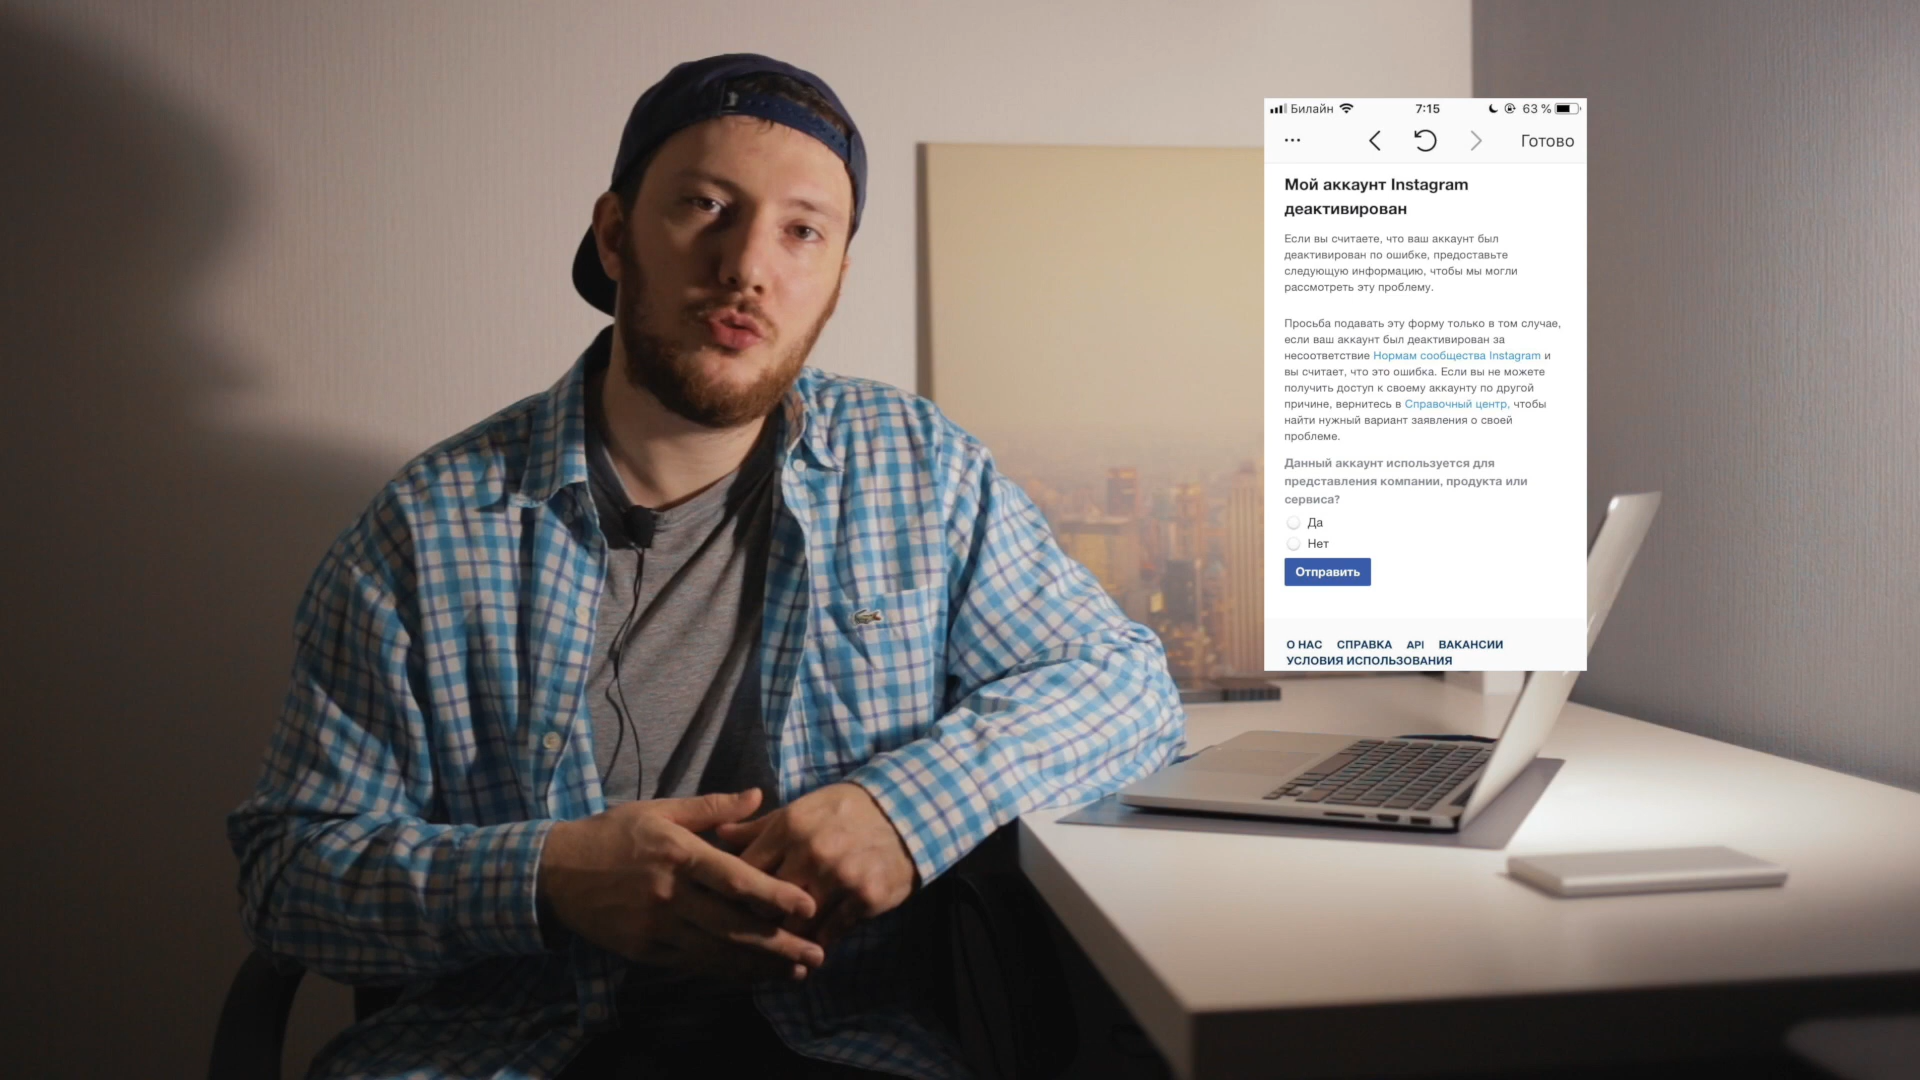 Билайн 7:15 63 %
Готово
Мой аккаунт Instagram
деактивирован
Если вы считаете, что ваш аккаунт был
деактивирован по ошибке, предоставьте
следующую информацию, чтобы мы могли
рассмотреть эту проблему.
Просьба подавать эту форму только в том случае,
если ваш аккаунт был деактивирован за
несоответствие Нормам сообщества Instagram и
вы считает, что это ошибка. Если вы не можете
получить доступ к своему аккаунту по другой
причине, вернитесь в Справочный центр, чтобы
найти нужный вариант заявления о своей
проблеме.
Данный аккаунт используется для
представления компании, продукта или
сервиса?
Да
Нет
Отправить
О НАС СПРАВКА API ВАКАНСИИ
УСЛОВИЯ ИСПОЛЬЗОВАНИЯ